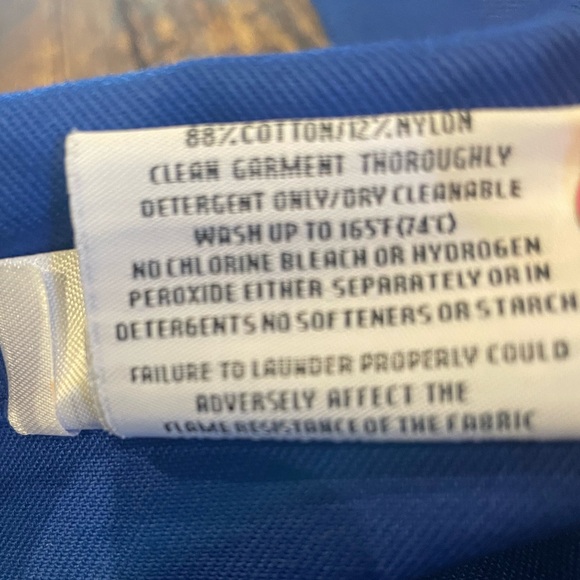 88%COTTON/12%NYLON
CLEAN GARMENT THOROUGHLY
DETERGENT ONLY/DRY CLEANABLE
WASH UP TO 165°F(74°C)
NO CHLORINE BLEACH OR HYDROGEN
PEROXIDE EITHER SEPARATELY OR IN
DETERGENTS NO SOFTENERS OR STARCH
FAILURE TO LAUNDER PROPERLY COULD
ADVERSELY AFFECT THE
FLAME RESISTANCE OF THE FABRIC